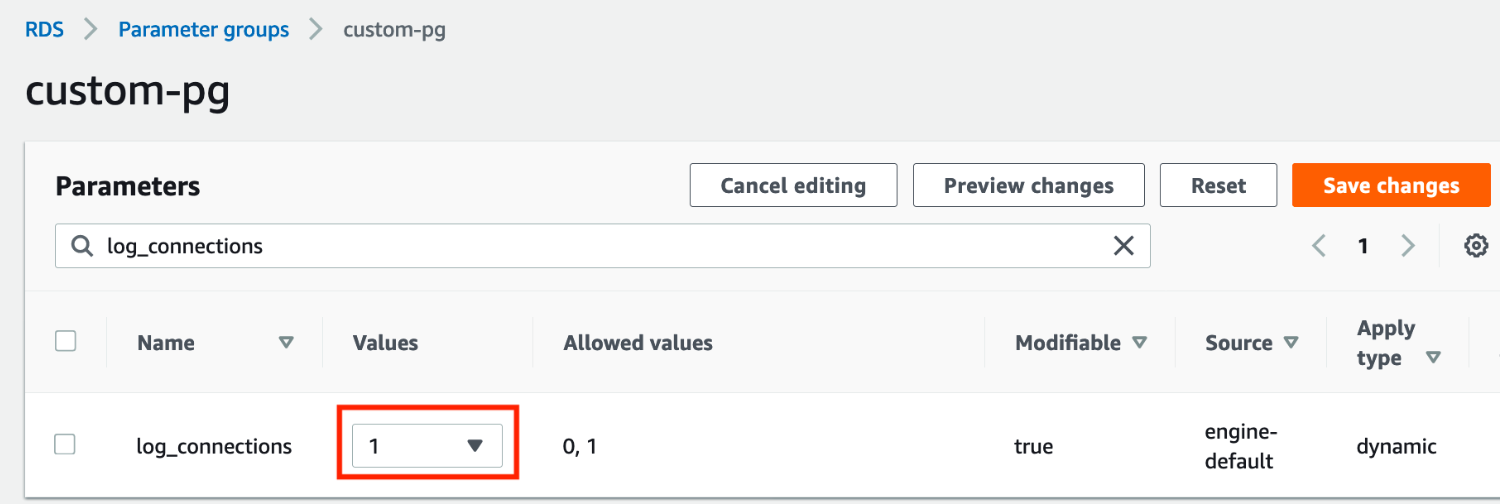 RDS Parameter groups custom-pg
custom-pg
Parameters Cancel editing Preview changes Reset Save changes
log_connections 1
Name Values Allowed values Modifiable Source Apply type
log_connections 1 0, 1 true engine-default dynamic